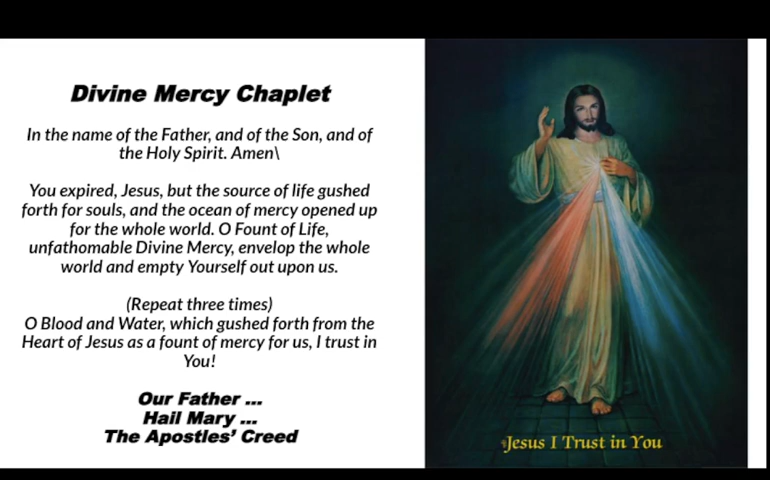 Divine Mercy Chaplet
In the name of the Father, and of the Son, and of
the Holy Spirit. Amen\
You expired, Jesus, but the source of life gushed
forth for souls, and the ocean of mercy opened up
for the whole world. O Fount of Life,
unfathomable Divine Mercy, envelop the whole
world and empty Yourself out upon us.
(Repeat three times)
O Blood and Water, which gushed forth from the
Heart of Jesus as a fount of mercy for us, I trust in
You!
Our Father ...
Hail Mary ...
The Apostles’ Creed
Jesus I Trust in You